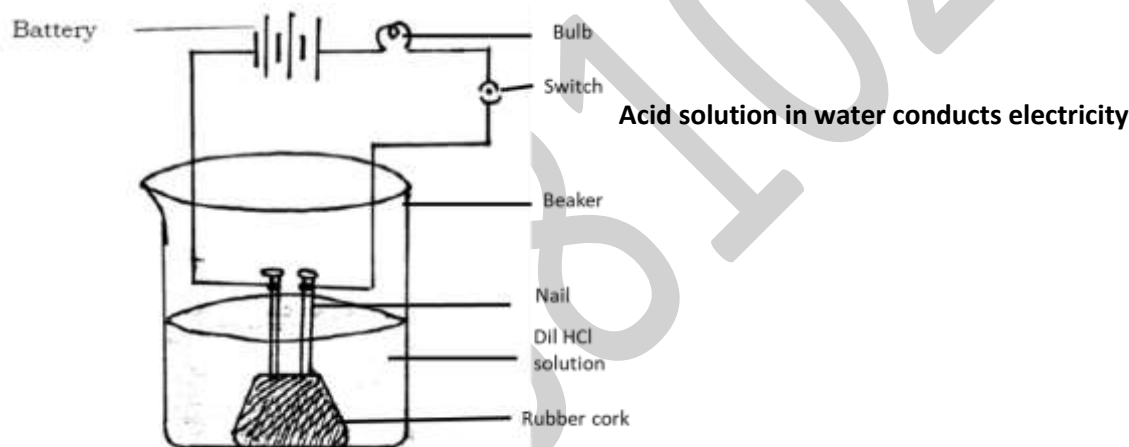 Battery
Bulb
Switch
Acid solution in water conducts electricity
Beaker
Nail
Dil HCl
solution
Rubber cork